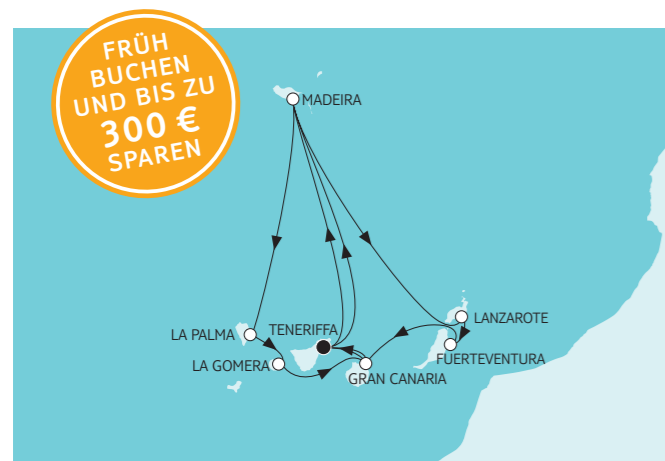 FRÜH
BUCHEN
UND BIS ZU
300 €
SPAREN
MADEIRA
LANZAROTE
LA PALMA
TENERIFFA
FUERTEVENTURA
LA GOMERA
GRAN CANARIA